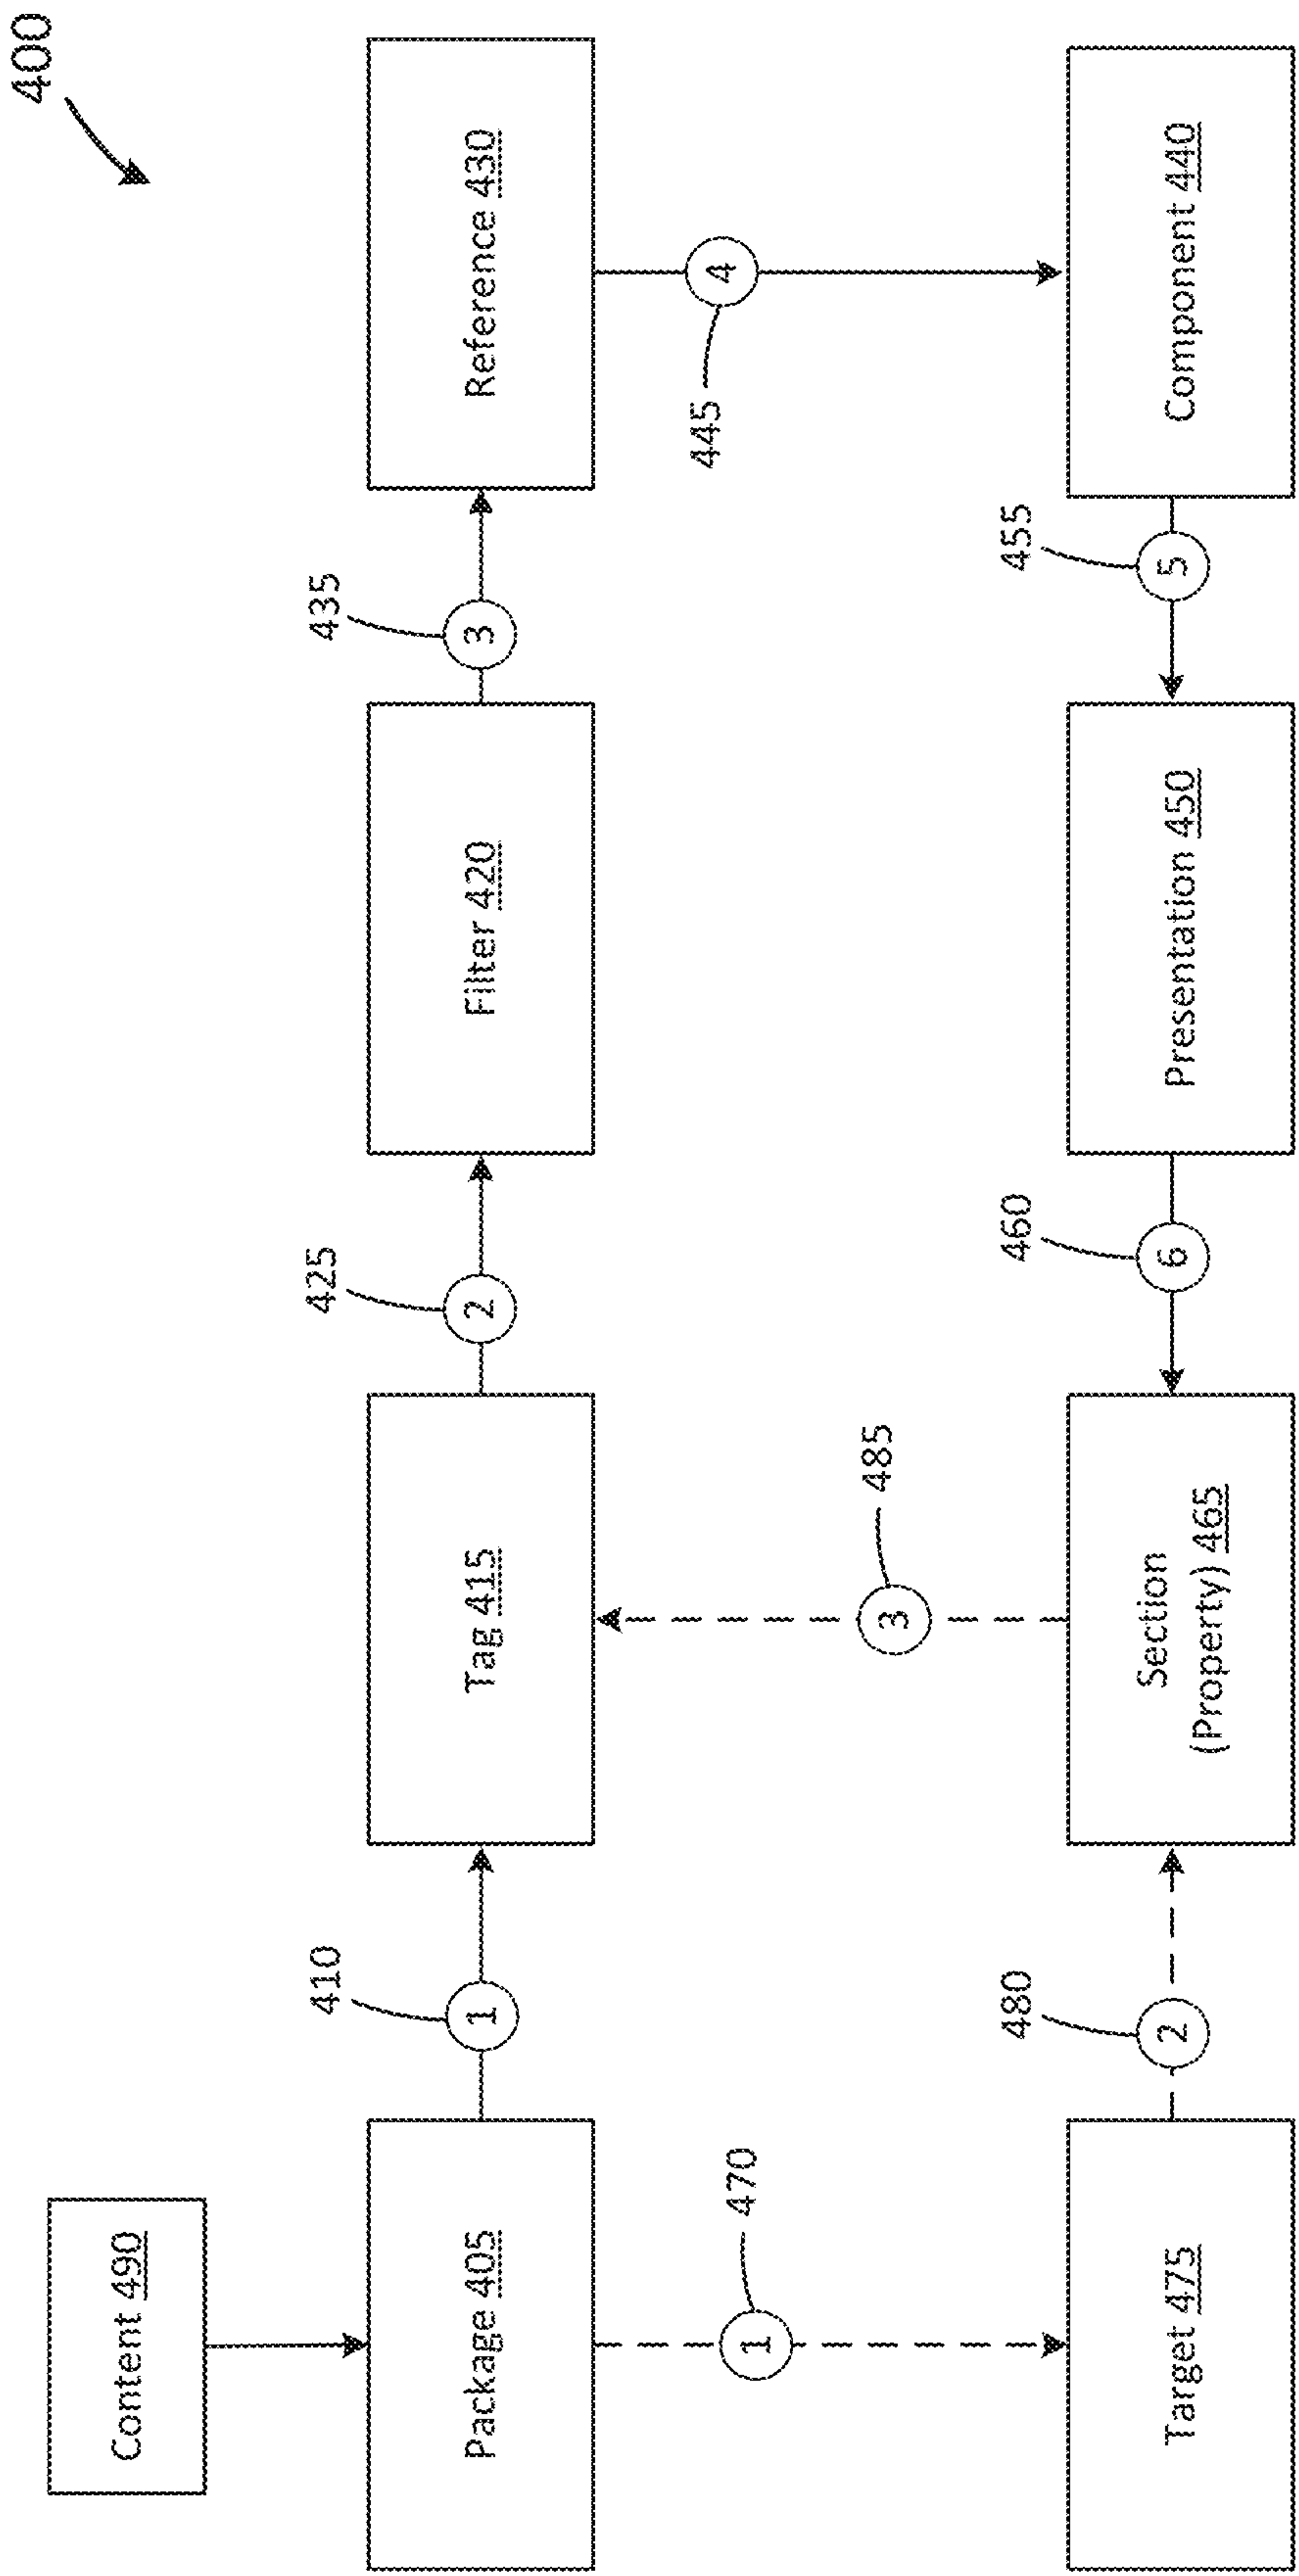 400
Content 490
410
425
435
Package 405
1
Tag 415
2
Filter 420
3
Reference 430
470
1
445
4
485
3
480
460
455
Target 475
2
Section
(Property) 465
6
Presentation 450
5
Component 440